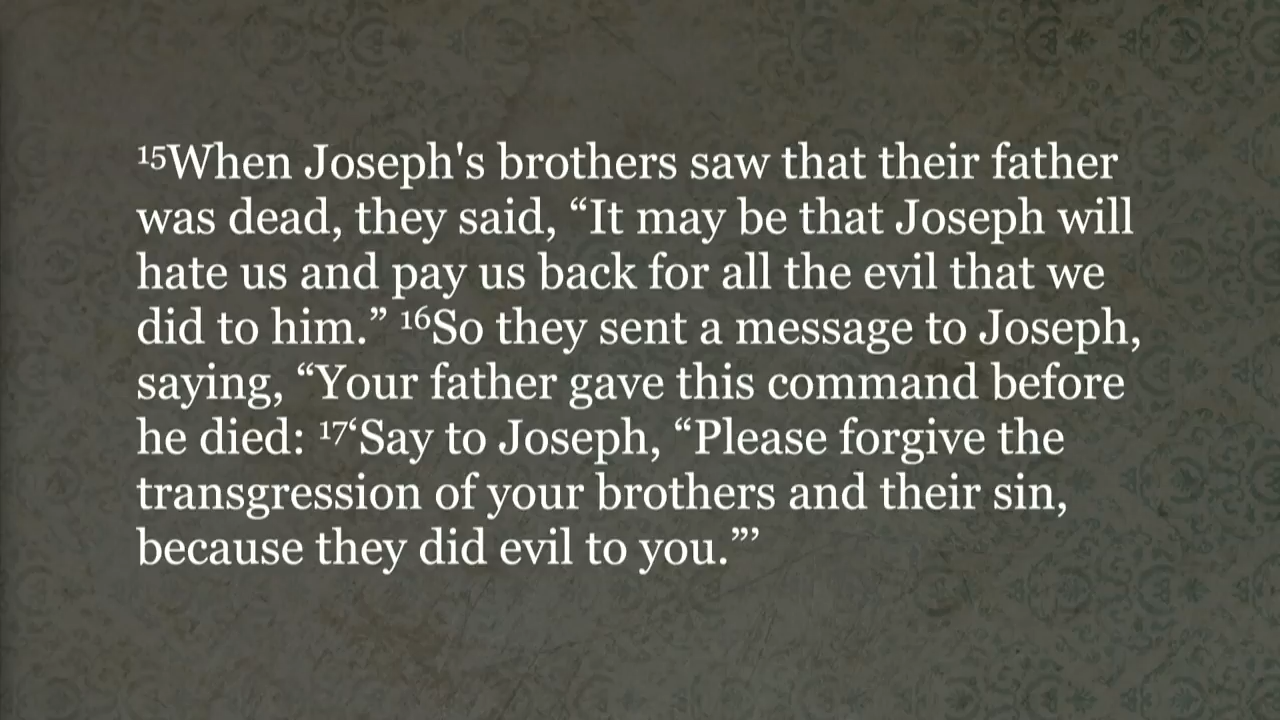 ¹⁵When Joseph's brothers saw that their father
was dead, they said, “It may be that Joseph will
hate us and pay us back for all the evil that we
did to him.” ¹⁶So they sent a message to Joseph,
saying, “Your father gave this command before
he died: ¹⁷‘Say to Joseph, “Please forgive the
transgression of your brothers and their sin,
because they did evil to you.”’